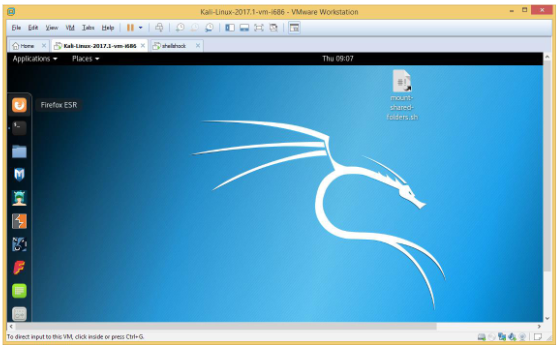 Kali-Linux-2017.1-vm-i686 - VMware Workstation
File Edit View VM Tabs Help
Home Kali-Linux-2017.1-vm-i686 shellshock
Applications Places Thu 09:07
Firefox ESR
mount-
shared-
folders.sh
To direct input to this VM, click inside or press Ctrl+G.